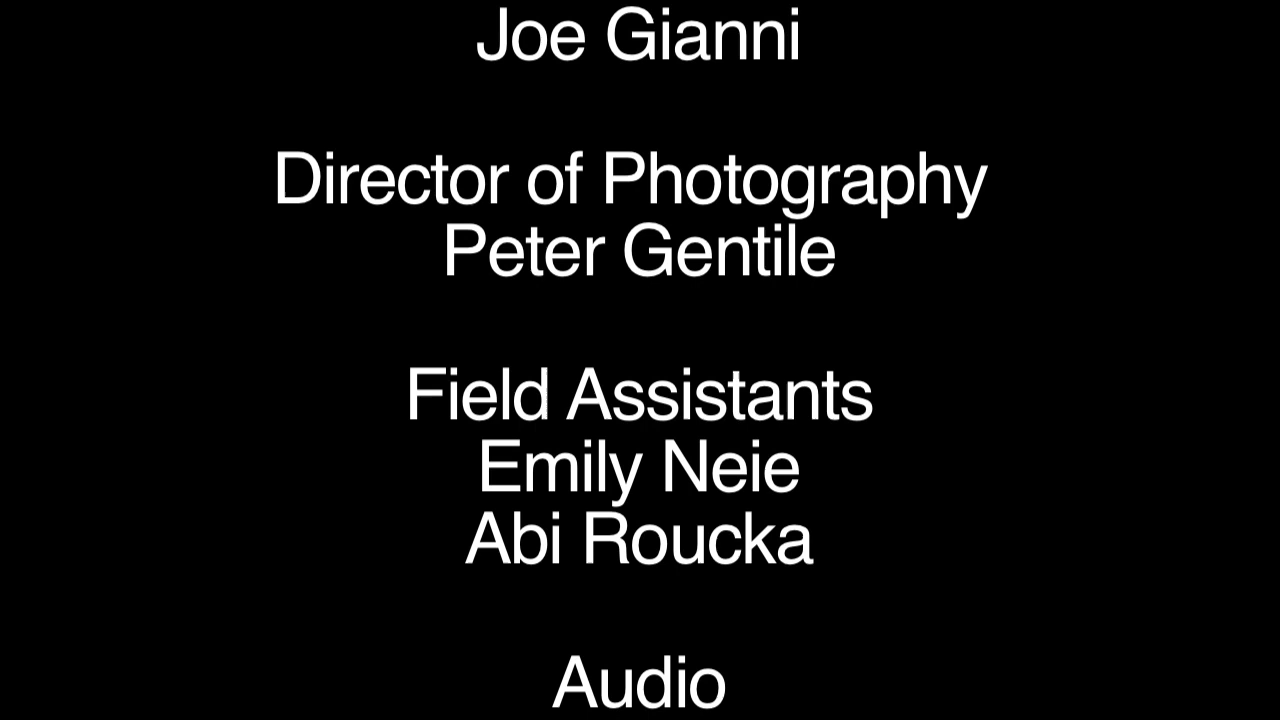 Joe Gianni
Director of Photography
Peter Gentile
Field Assistants
Emily Neie
Abi Roucka
Audio